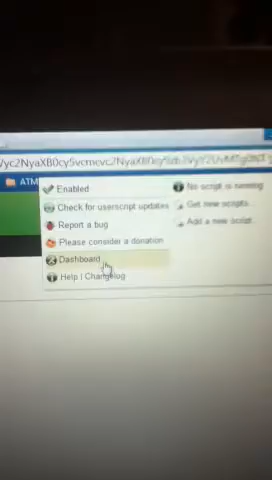 ATM
Enabled
Check for userscript updates
Report a bug
Please consider a donation
Dashboard
Help | Changelog
No script is running
Get new scripts...
Add a new script...